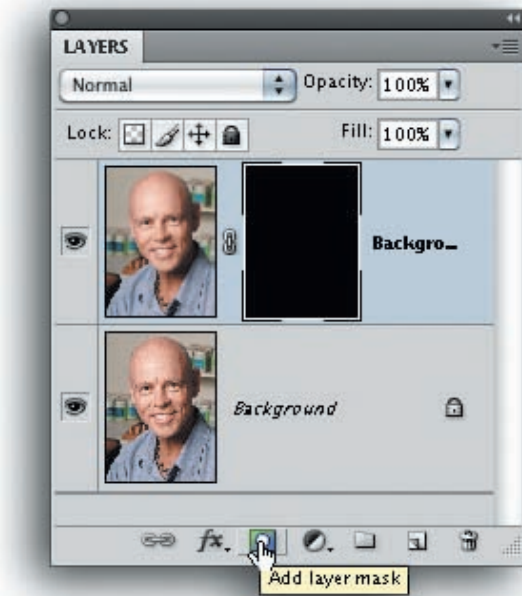 LAYERS
Normal Opacity: 100%
Lock: Fill: 100%
Backgro...
Background
fx.
Add layer mask